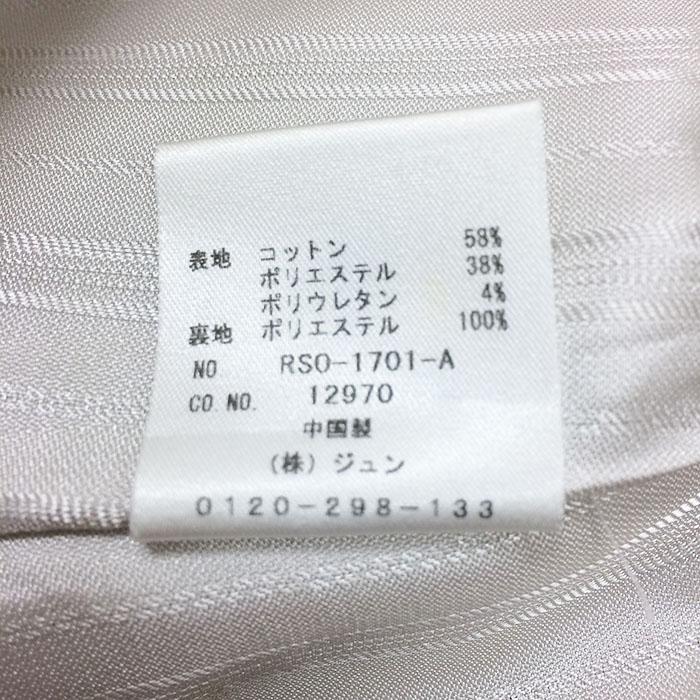 表地 コットン 58%
ポリエステル 38%
ポリウレタン 4%
裏地 ポリエステル 100%
NO RSO-1701-A
CO.NO. 12970
中国製
(株)ジュン
0120-298-133